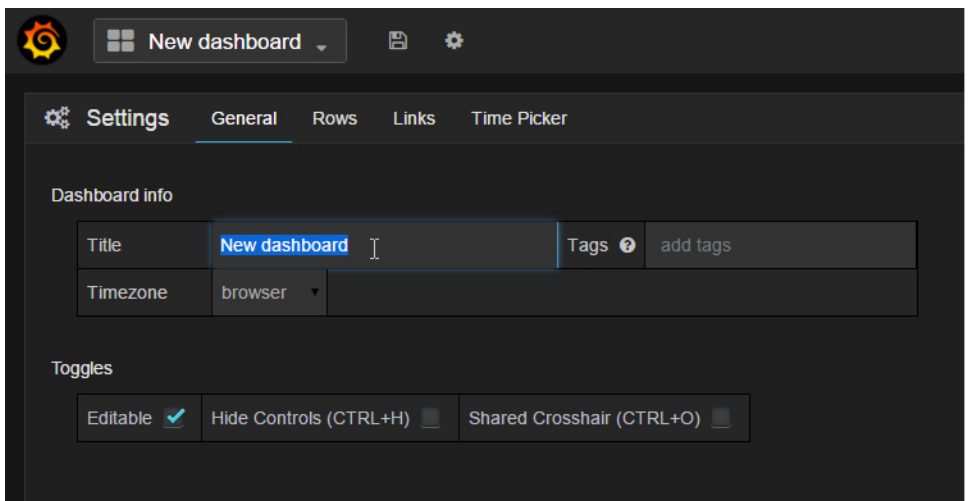 New dashboard
Settings General Rows Links Time Picker
Dashboard info
Title New dashboard Tags ? add tags
Timezone browser
Toggles
Editable Hide Controls (CTRL+H) Shared Crosshair (CTRL+O)